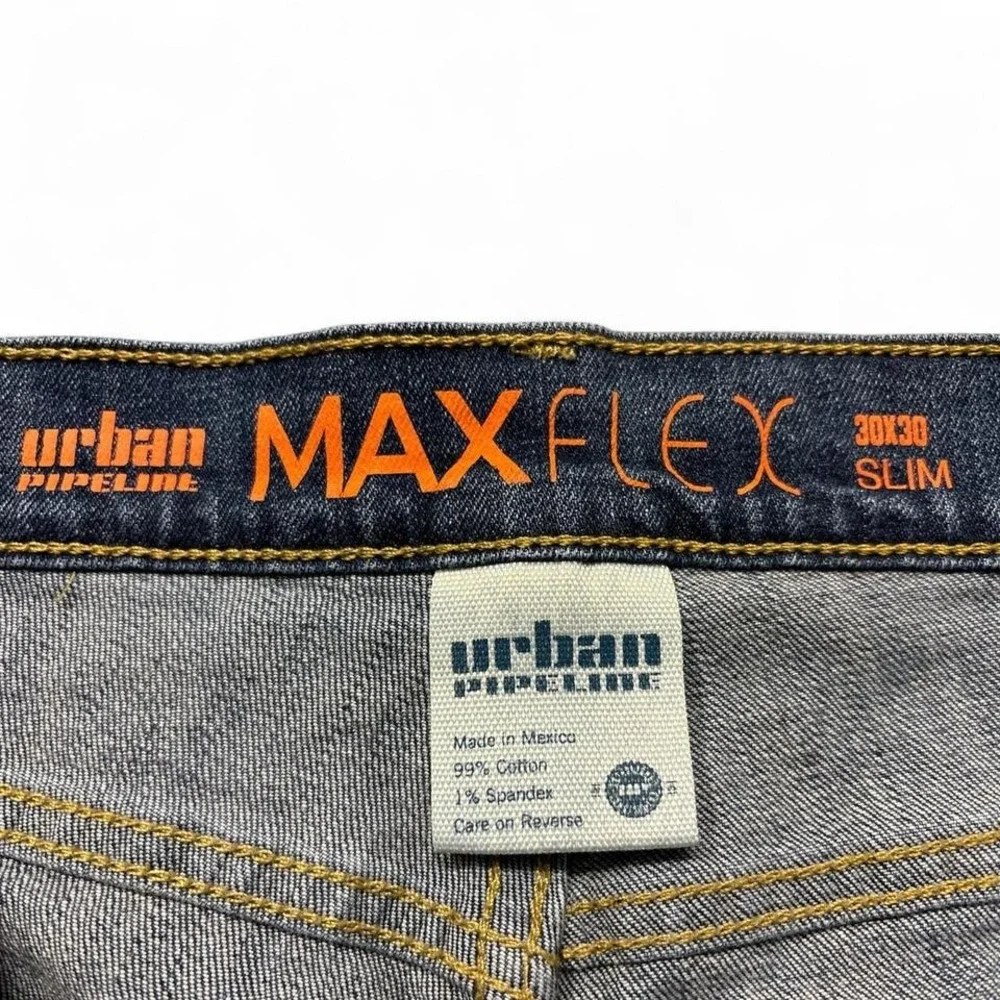 urban
PIPELINE
MAXFLEX
30X30
SLIM
urban
PIPELINE
Made in Mexico
99% Cotton
1% Spandex
Care on Reverse